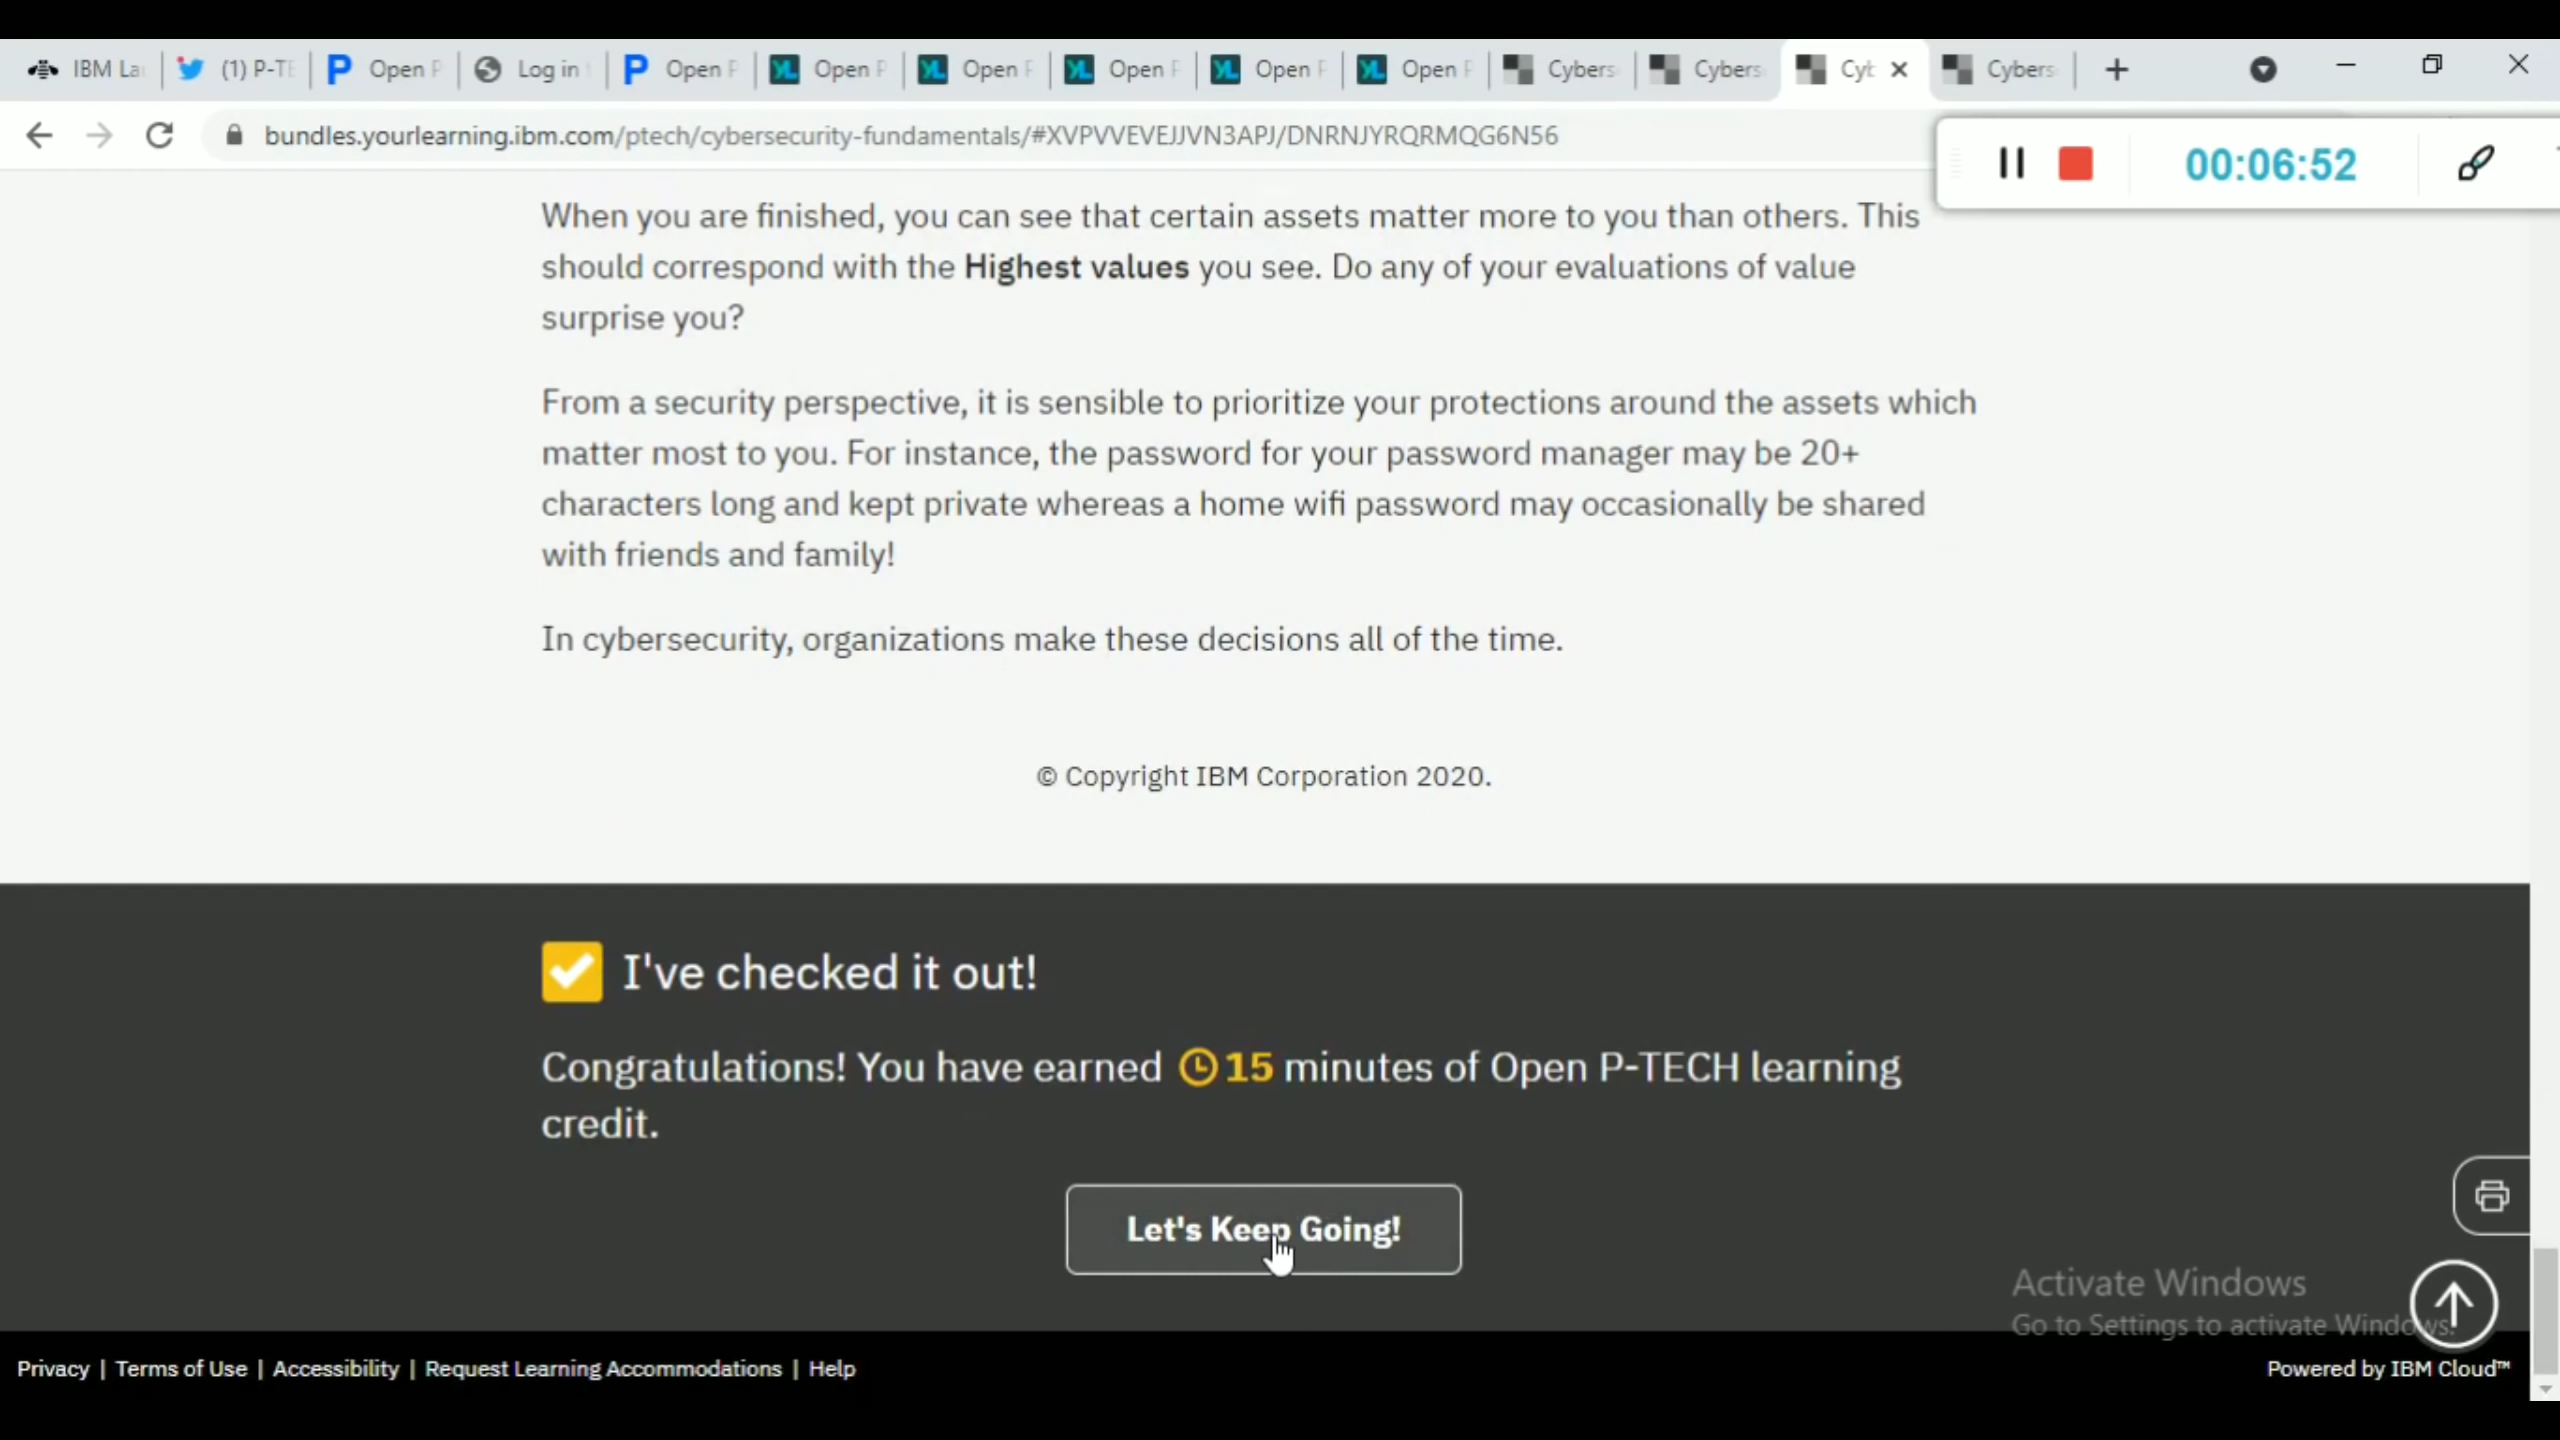 IBM La
(1) P-TE
Open P
Log in
Open P
Open P
Open P
Open P
Open P
Open P
Cybers
Cybers
Cyb
Cybers
bundles.yourlearning.ibm.com/ptech/cybersecurity-fundamentals/#XVPVVEVEJJVN3APJ/DNRNJYRQRMQG6N56
00:06:52
When you are finished, you can see that certain assets matter more to you than others. This
should correspond with the Highest values you see. Do any of your evaluations of value
surprise you?
From a security perspective, it is sensible to prioritize your protections around the assets which
matter most to you. For instance, the password for your password manager may be 20+
characters long and kept private whereas a home wifi password may occasionally be shared
with friends and family!
In cybersecurity, organizations make these decisions all of the time.
© Copyright IBM Corporation 2020.
I've checked it out!
Congratulations! You have earned 15 minutes of Open P-TECH learning
credit.
Let's Keep Going!
Activate Windows
Go to Settings to activate Windows.
Privacy | Terms of Use | Accessibility | Request Learning Accommodations | Help
Powered by IBM Cloud™